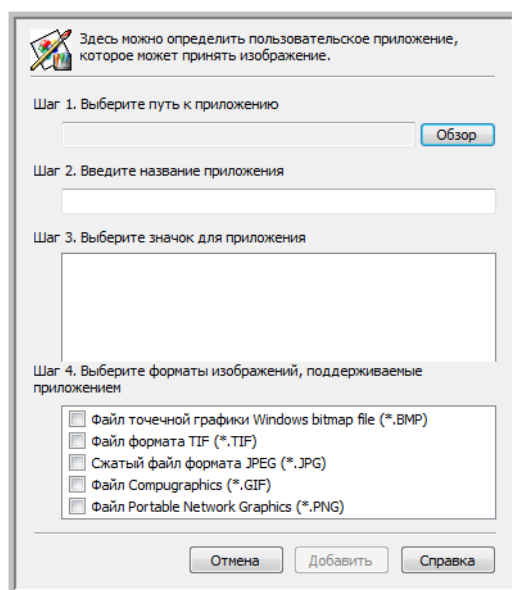 Здесь можно определить пользовательское приложение,
которое может принять изображение.
Шаг 1. Выберите путь к приложению
Обзор
Шаг 2. Введите название приложения
Шаг 3. Выберите значок для приложения
Шаг 4. Выберите форматы изображений, поддерживаемые
приложением
Файл точечной графики Windows bitmap file (*.BMP)
Файл формата TIF (*.TIF)
Сжатый файл формата JPEG (*.JPG)
Файл Compugraphics (*.GIF)
Файл Portable Network Graphics (*.PNG)
Отмена Добавить Справка